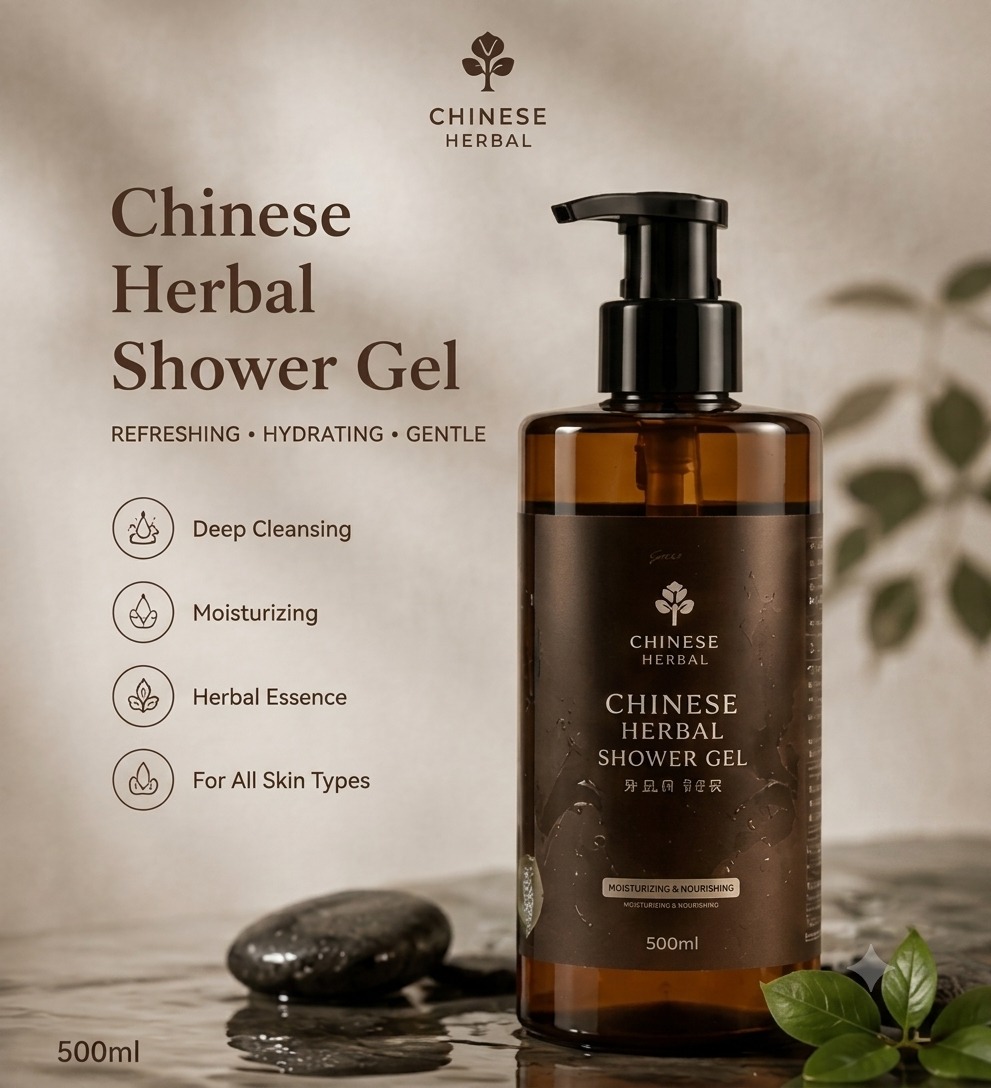 CHINESE
HERBAL
Chinese
Herbal
Shower Gel
REFRESHING • HYDRATING • GENTLE
Deep Cleansing
Moisturizing
Herbal Essence
For All Skin Types
500ml
CHINESE
HERBAL
CHINESE
HERBAL
SHOWER GEL
MOISTURIZING & NOURISHING
500ml